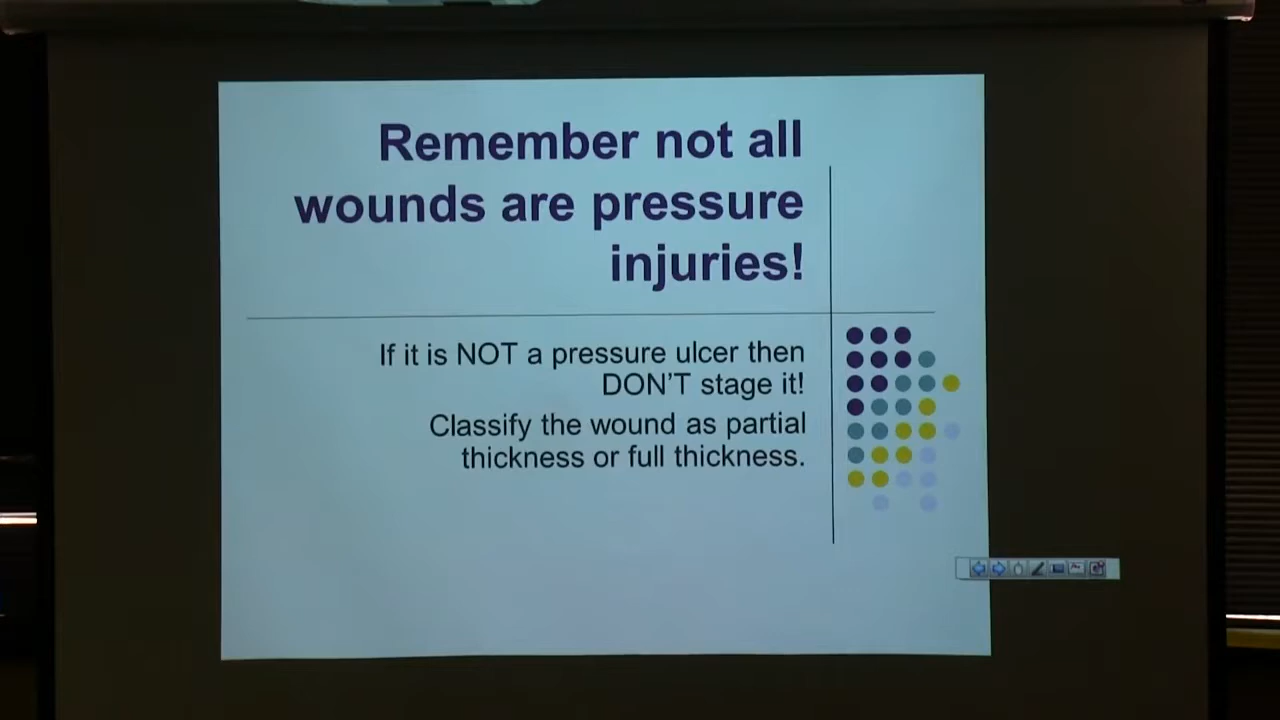 Remember not all
wounds are pressure
injuries!
If it is NOT a pressure ulcer then
DON'T stage it!
Classify the wound as partial
thickness or full thickness.